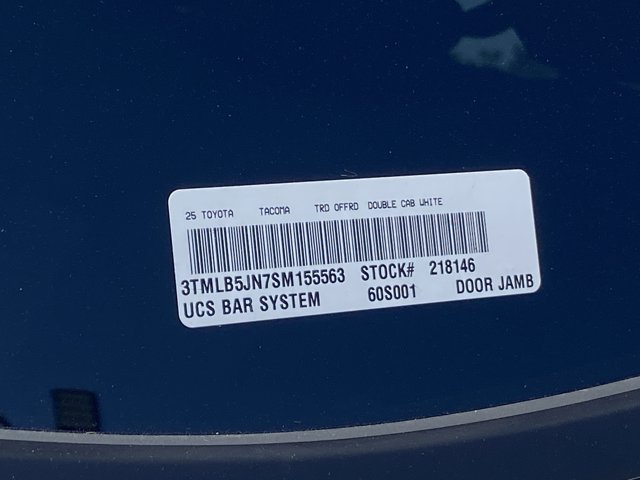 25 TOYOTA TACOMA TRD OFFRD DOUBLE CAB WHITE
3TMLB5JN7SM155563 STOCK# 218146
UCS BAR SYSTEM 60S001 DOOR JAMB